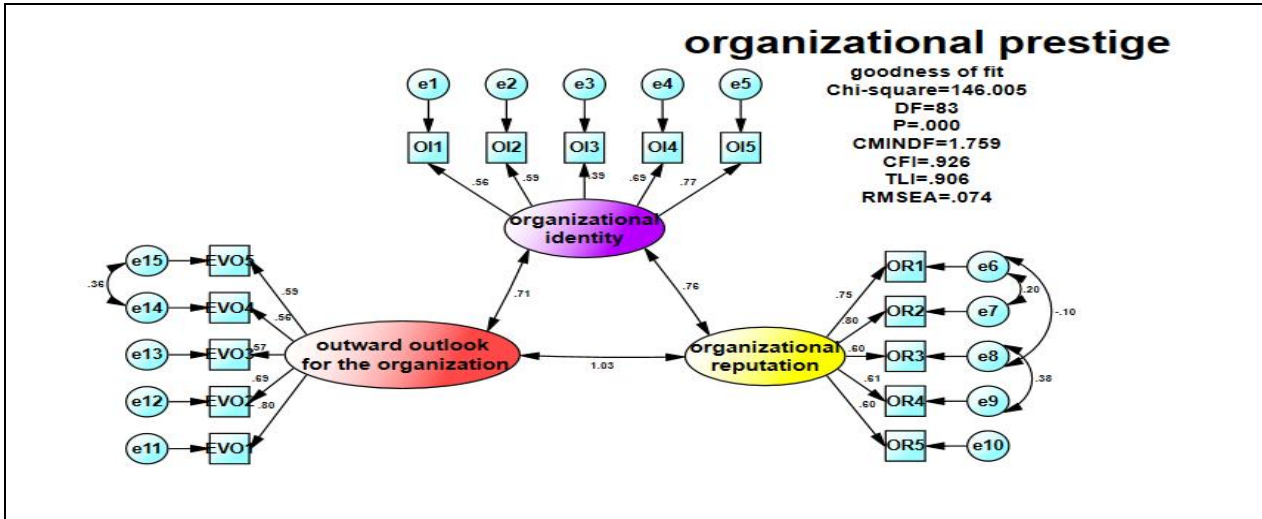 organizational prestige
goodness of fit
Chi-square=146.005
DF=83
P=.000
CMINDF=1.759
CFI=.926
TLI=.906
RMSEA=.074
e1 e2 e3 e4 e5
OI1 OI2 OI3 OI4 OI5
.56 .59 .39 .69 .77
organizational
identity
.71
.76
e15 EVO5
.36
.59
e14 EVO4
.56
e13 EVO3
.57
e12 EVO2
.69
e11 EVO1
.80
outward outlook
for the organization
1.03
organizational
reputation
.75
OR1 e6
.20
-.10
.80
OR2 e7
.60
OR3 e8
.38
.61
OR4 e9
.60
OR5 e10